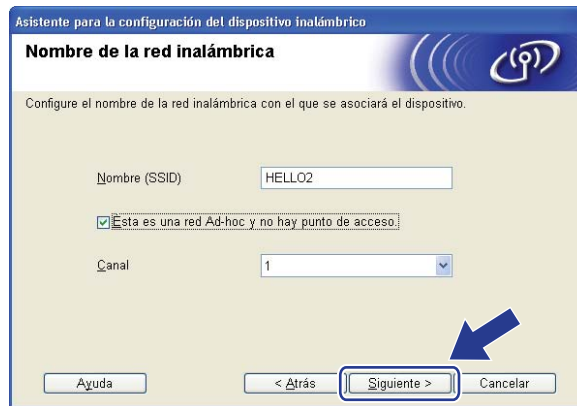 Asistente para la configuración del dispositivo inalámbrico
Nombre de la red inalámbrica
Configure el nombre de la red inalámbrica con el que se asociará el dispositivo.
Nombre (SSID) HELLO2
Esta es una red Ad-hoc y no hay punto de acceso.
Canal 1
Ayuda < Atrás Siguiente > Cancelar